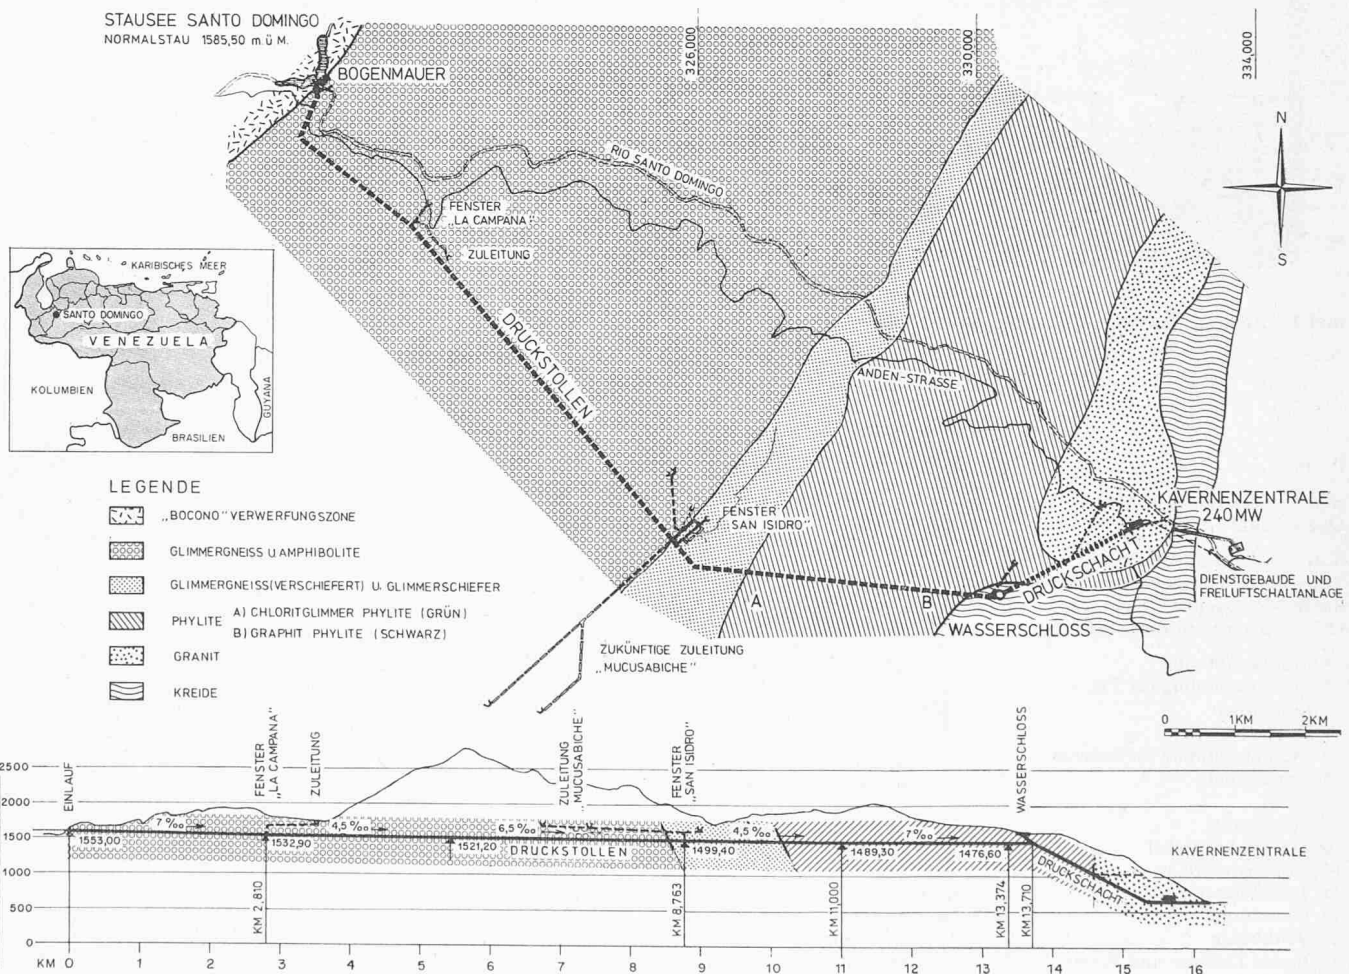 STAUSEE SANTO DOMINGO
NORMALSTAU 1585,50 m.ü M.
BOGENMAUER
326,000
330,000
334,000
N
S
RIO SANTO DOMINGO
FENSTER
„LA CAMPANA“
ZULEITUNG
KARIBISCHES MEER
SANTO DOMINGO
VENEZUELA
KOLUMBIEN
GUYANA
BRASILIEN
DRUCKSTOLLEN
ANDEN-STRASSE
FENSTER
„SAN ISIDRO“
KAVERNENZENTRALE
240MW
DRUCKSCHACHT
DIENSTGEBÄUDE UND
FREILUFTSCHALTANLAGE
A
B
WASSERSCHLOSS
ZUKÜNFTIGE ZULEITUNG
„MUCUSABICHE“
LEGENDE
„BOCONO“ VERWERFUNGSZONE
GLIMMERGNEISS U.AMPHIBOLITE
GLIMMERGNEISS(VERSCHIEFERT) U. GLIMMERSCHIEFER
PHYLITE A) CHLORITGLIMMER PHYLITE (GRÜN)
B) GRAPHIT PHYLITE (SCHWARZ)
GRANIT
KREIDE
0 1KM 2KM
EINLAUF
FENSTER
„LA CAMPANA“
ZULEITUNG
ZULEITUNG
„MUCUSABICHE“
FENSTER
„SAN ISIDRO“
WASSERSCHLOSS
2500
2000
1500
1000
500
0
7 ‰
4,5 ‰
6,5 ‰
4,5 ‰
7 ‰
1553,00
1532,90
1521,20
DRUCKSTOLLEN
1499,40
1489,30
1476,60
DRUCKSCHACHT
KAVERNENZENTRALE
KM 2,810
KM 8,763
KM 11,000
KM 13,374
KM 13,710
KM 0 1 2 3 4 5 6 7 8 9 10 11 12 13 14 15 16